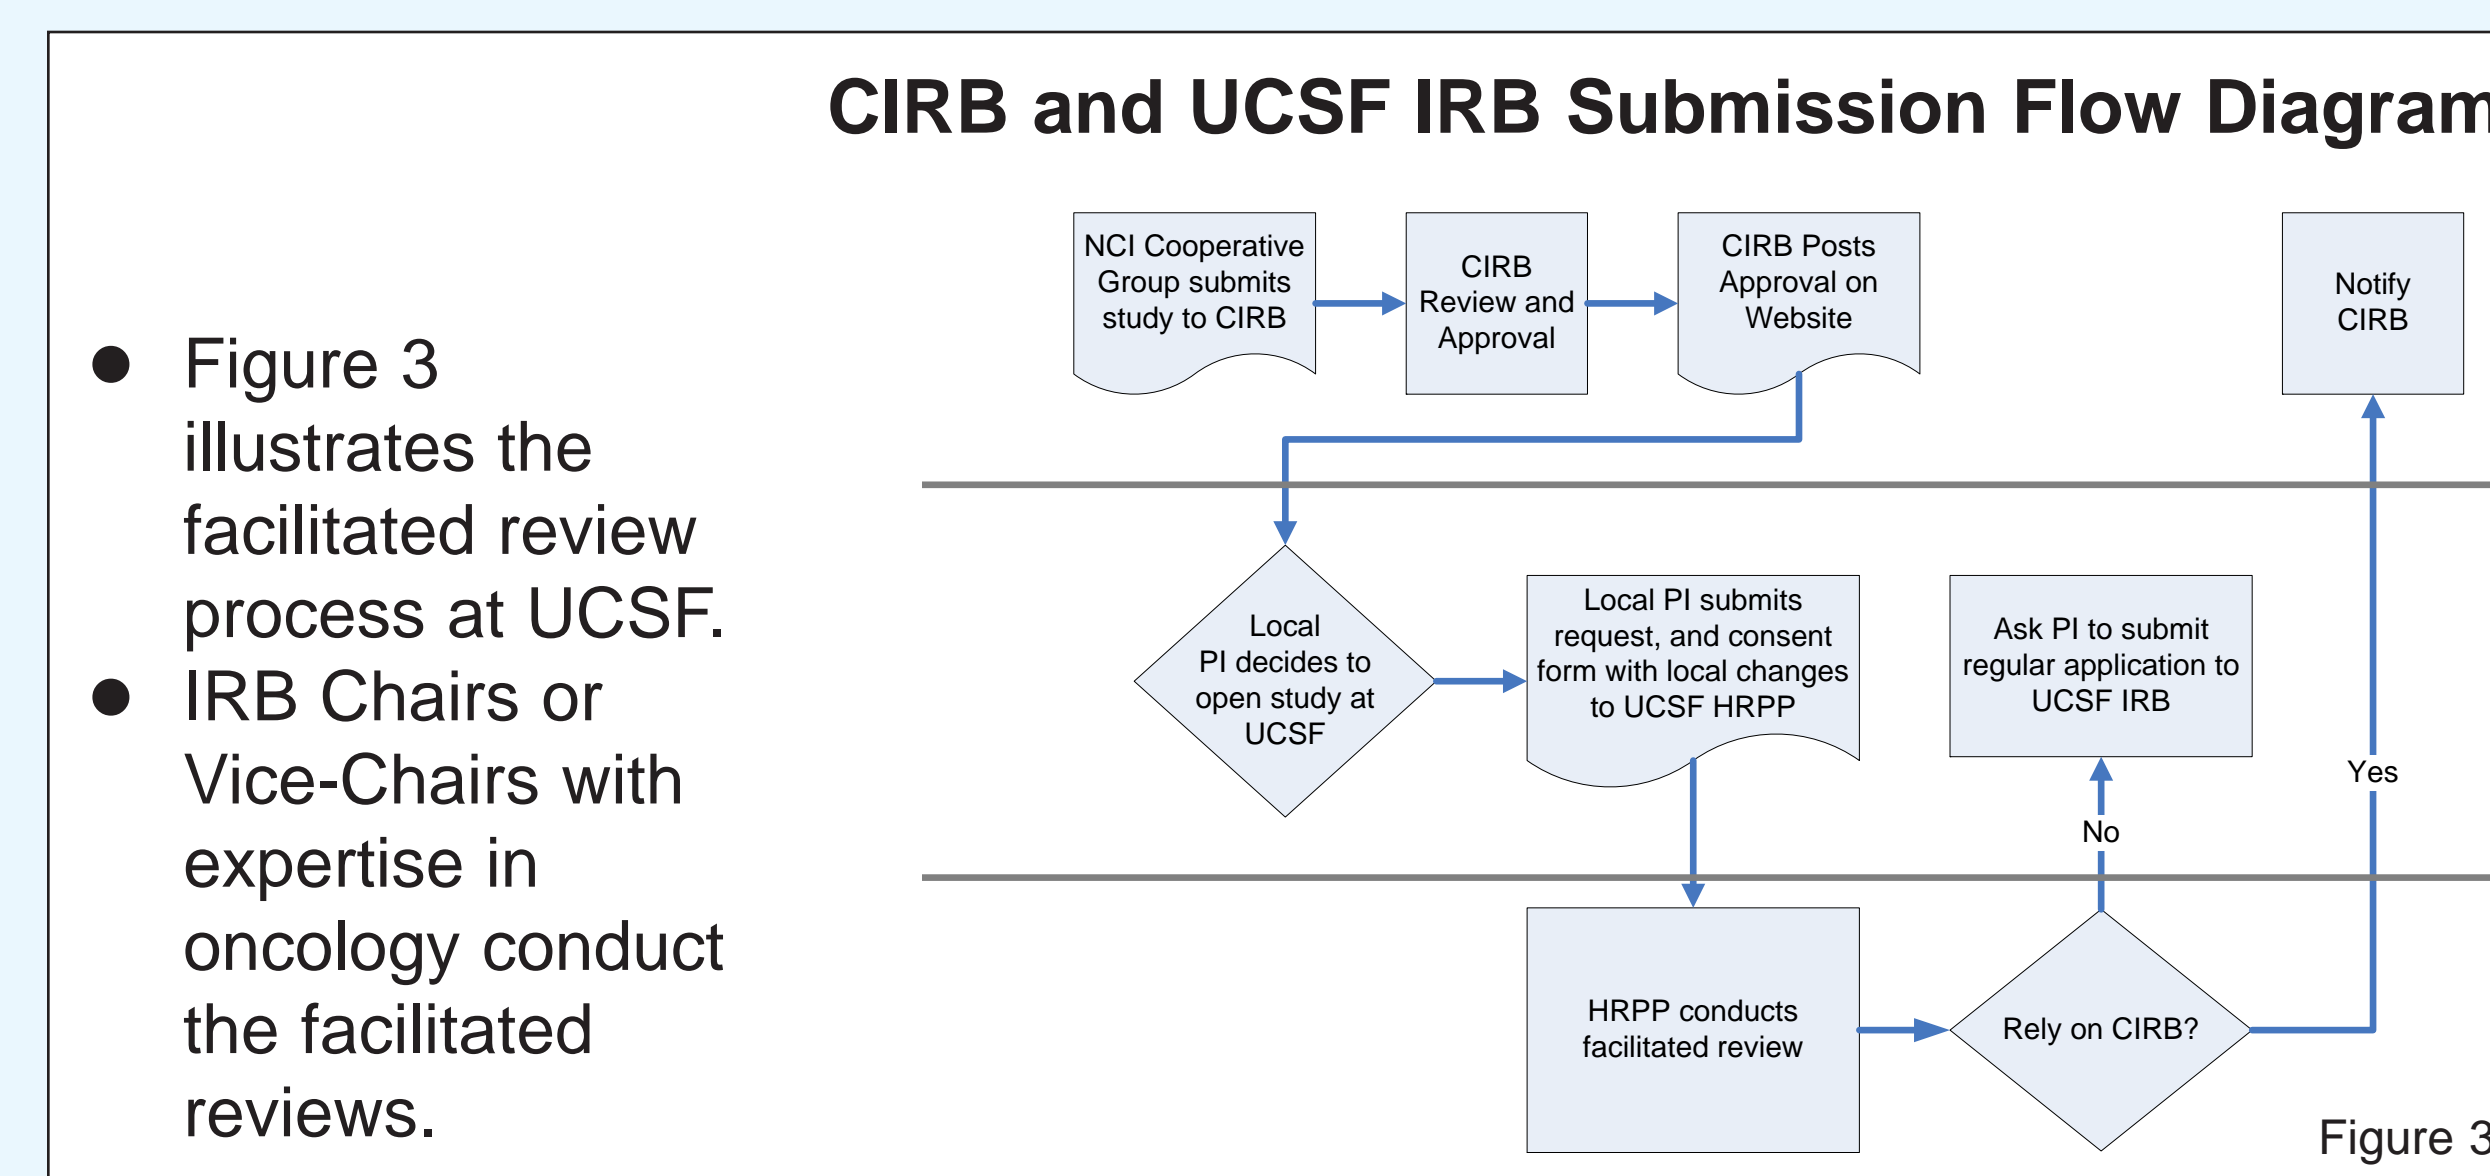 CIRB and UCSF IRB Submission Flow Diagram
● Figure 3
illustrates the
facilitated review
process at UCSF.
● IRB Chairs or
Vice-Chairs with
expertise in
oncology conduct
the facilitated
reviews.
NCI Cooperative
Group submits
study to CIRB
CIRB
Review and
Approval
CIRB Posts
Approval on
Website
Notify
CIRB
Local
PI decides to
open study at
UCSF
Local PI submits
request, and consent
form with local changes
to UCSF HRPP
Ask PI to submit
regular application to
UCSF IRB
Yes
No
HRPP conducts
facilitated review
Rely on CIRB?
Figure 3